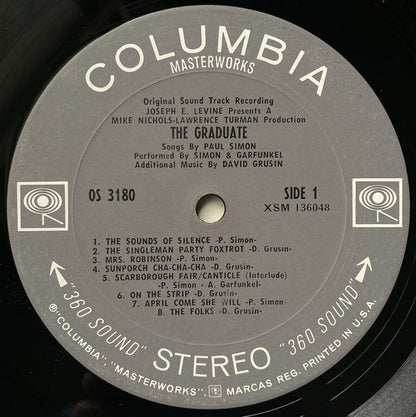 COLUMBIA
MASTERWORKS
Original Sound Track Recording
JOSEPH E. LEVINE Presents A
MIKE NICHOLS-LAWRENCE TURMAN Production
THE GRADUATE
Songs By PAUL SIMON
Performed By SIMON & GARFUNKEL
Additional Music By DAVID GRUSIN
OS 3180
SIDE 1
XSM 136048
1. THE SOUNDS OF SILENCE -P. Simon-
2. THE SINGLEMAN PARTY FOXTROT -D. Grusin-
3. MRS. ROBINSON -P. Simon-
4. SUNPORCH CHA-CHA-CHA -D. Grusin-
5. SCARBOROUGH FAIR/CANTICLE (Interlude)
-P. Simon - A. Garfunkel-
6. ON THE STRIP -D. Grusin-
7. APRIL COME SHE WILL -P. Simon-
8. THE FOLKS -D. Grusin-
"360 SOUND" STEREO "360 SOUND"
® "COLUMBIA", "MASTERWORKS", MARCAS REG. PRINTED IN U.S.A.